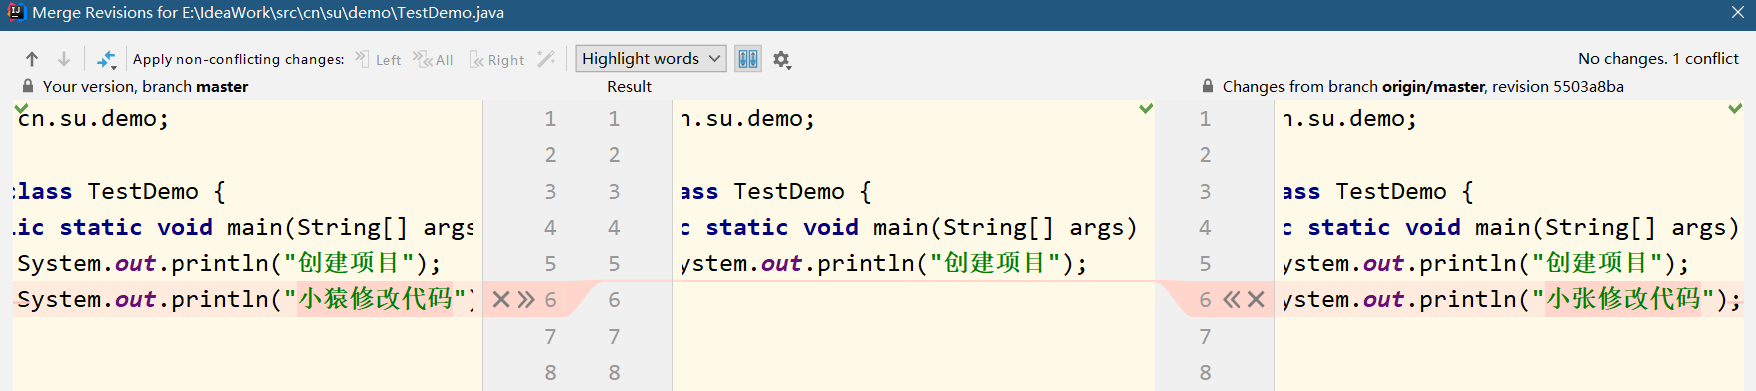 Merge Revisions for E:\IdeaWork\src\cn\su\demo\TestDemo.java
Apply non-conflicting changes: Left All Right Highlight words No changes. 1 conflict
Your version, branch master Result Changes from branch origin/master, revision 5503a8ba
cn.su.demo; 1 1 n.su.demo; 1 n.su.demo;
2 2 2
class TestDemo { 3 3 ass TestDemo { 3 ass TestDemo {
lic static void main(String[] args 4 4 c static void main(String[] args) 4 c static void main(String[] args)
System.out.println("创建项目"); 5 5 ystem.out.println("创建项目"); 5 ystem.out.println("创建项目");
System.out.println("小猿修改代码") 6 6 6 ystem.out.println("小张修改代码");
7 7 7
8 8 8